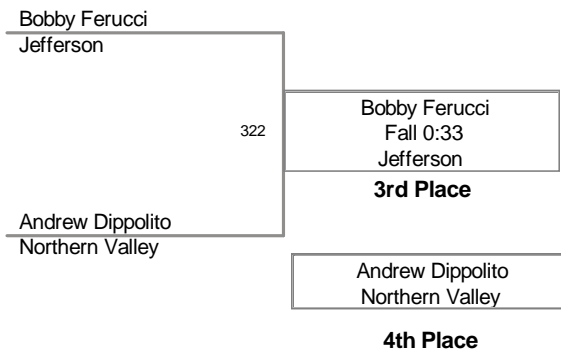 Bobby Ferucci
Jefferson
322
Bobby Ferucci
Fall 0:33
Jefferson
3rd Place
Andrew Dippolito
Northern Valley
Andrew Dippolito
Northern Valley
4th Place